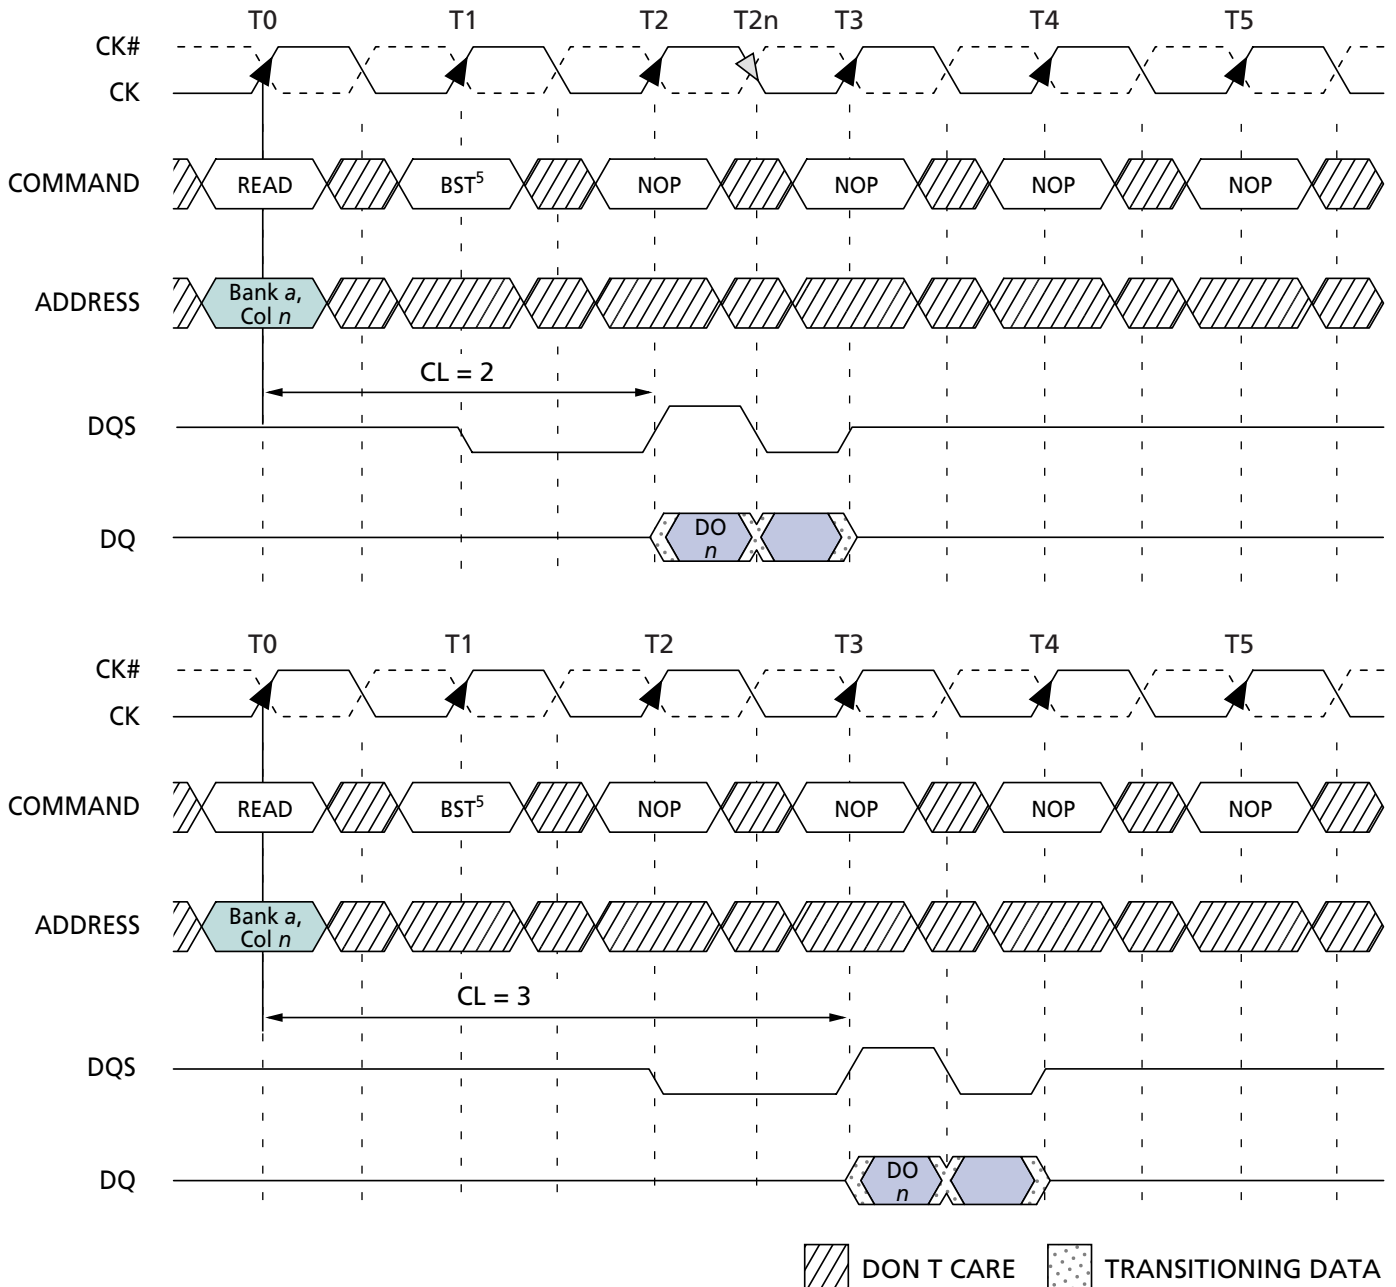 T0 T1 T2 T2n T3 T4 T5
CK#
CK
COMMAND READ BST5 NOP NOP NOP NOP
ADDRESS Bank a,
Col n
CL = 2
DQS
DQ DO
n
T0 T1 T2 T3 T4 T5
CK#
CK
COMMAND READ BST5 NOP NOP NOP NOP
ADDRESS Bank a,
Col n
CL = 3
DQS
DQ DO
n
DON T CARE TRANSITIONING DATA